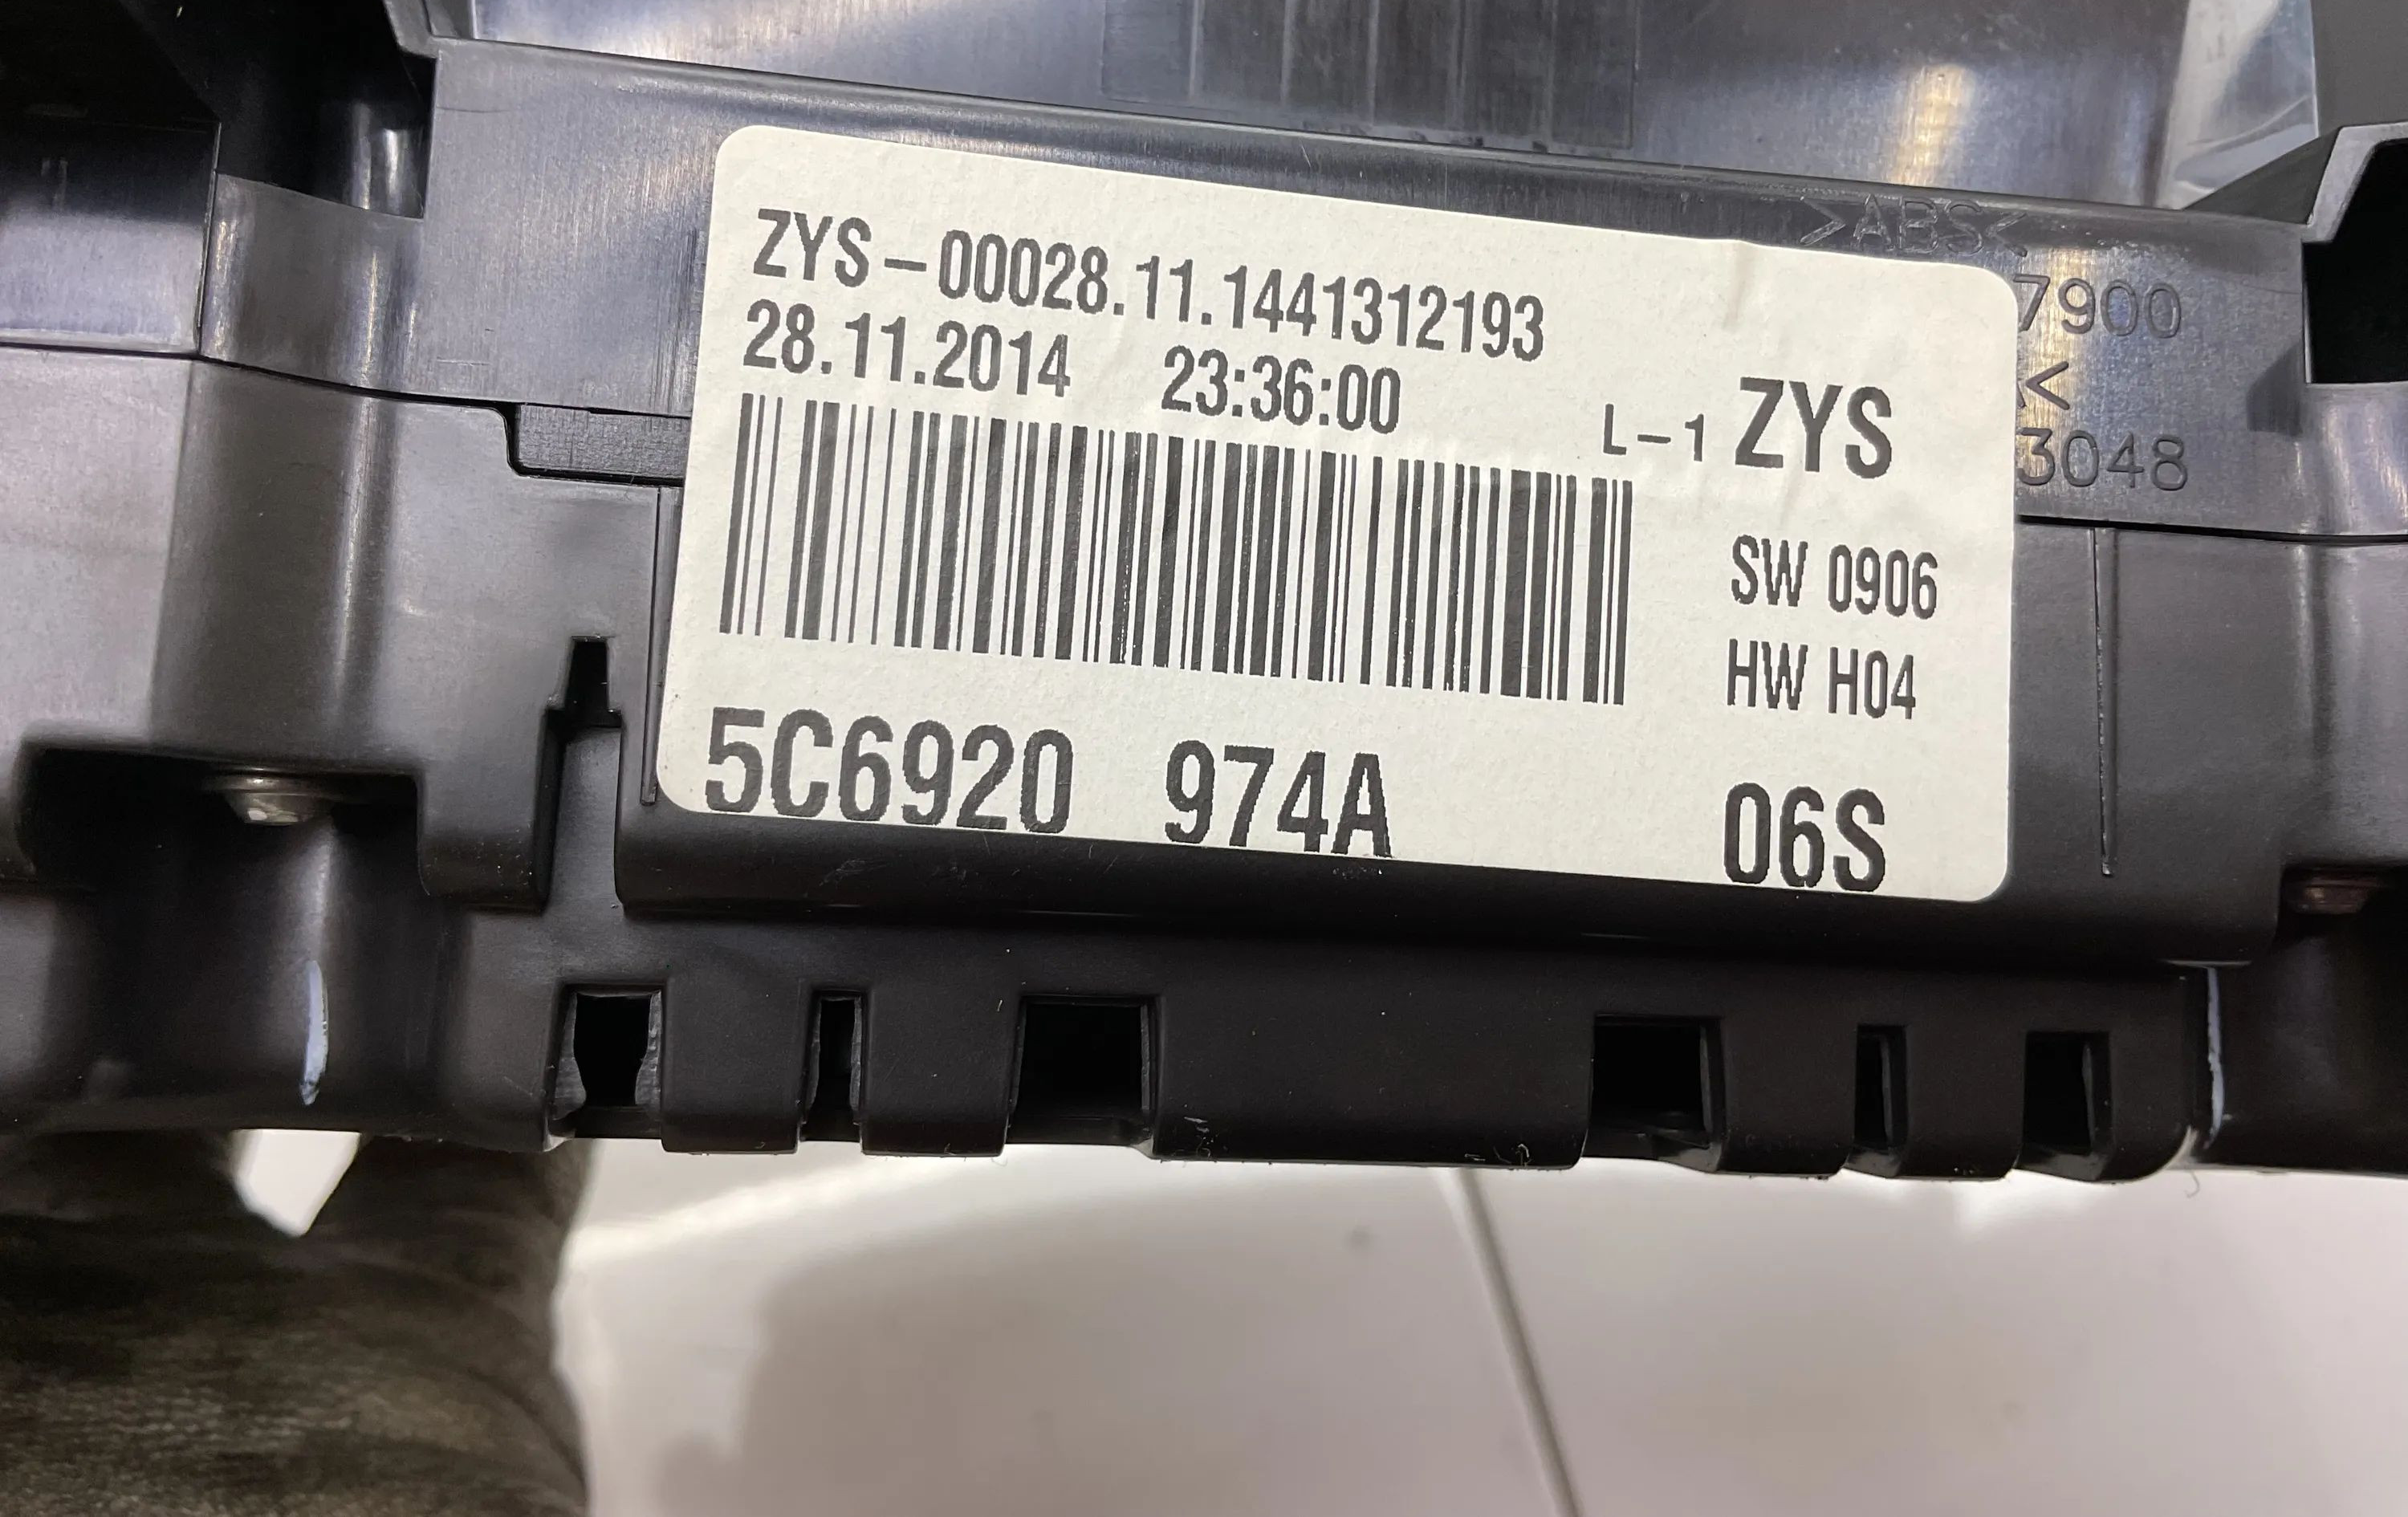 >ABS<
7900
<
3048
ZYS-00028.11.1441312193
28.11.2014 23:36:00
L-1 ZYS
SW 0906
HW H04
5C6920 974A 06S